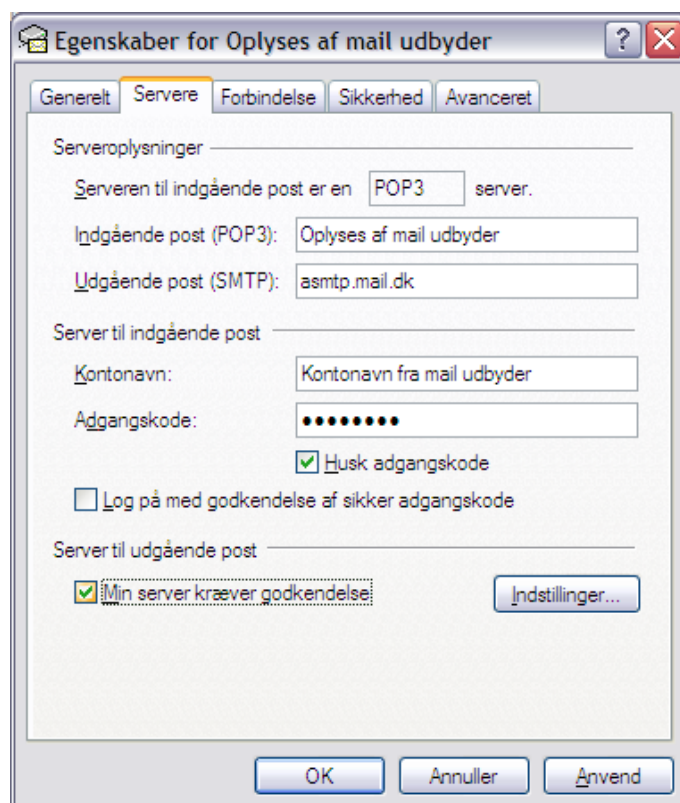 Egenskaber for Oplyses af mail udbyder
Generelt Servere Forbindelse Sikkerhed Avanceret
Serveroplysninger
Serveren til indgående post er en POP3 server.
Indgående post (POP3): Oplyses af mail udbyder
Udgående post (SMTP): asmtp.mail.dk
Server til indgående post
Kontonavn: Kontonavn fra mail udbyder
Adgangskode: ●●●●●●●●
Husk adgangskode
Log på med godkendelse af sikker adgangskode
Server til udgående post
Min server kræver godkendelse Indstillinger...
OK Annuller Anvend